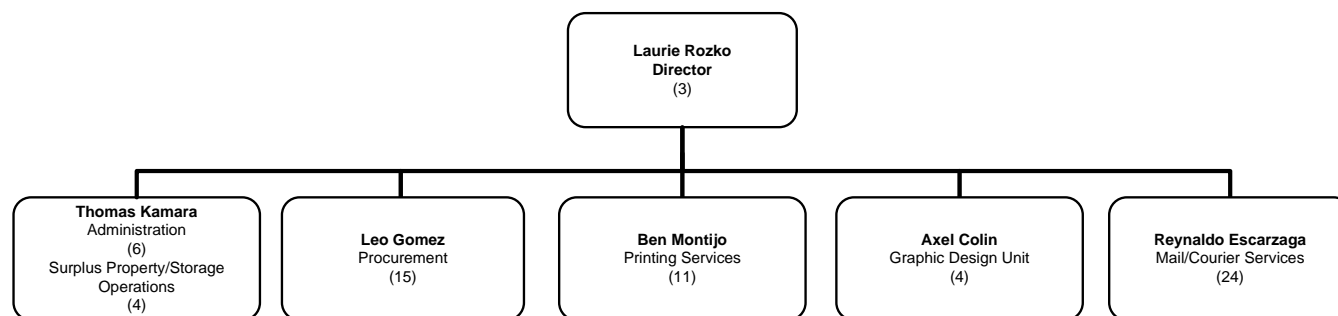 Laurie Rozko
Director
(3)
Thomas Kamara
Administration
(6)
Surplus Property/Storage
Operations
(4)
Leo Gomez
Procurement
(15)
Ben Montijo
Printing Services
(11)
Axel Colin
Graphic Design Unit
(4)
Reynaldo Escarzaga
Mail/Courier Services
(24)